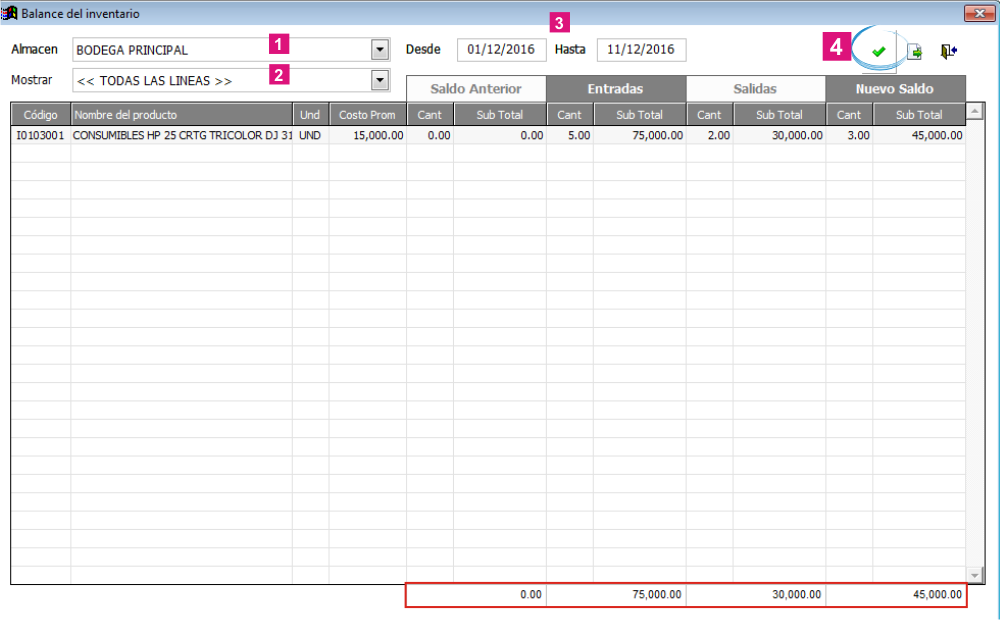 Balance del inventario
3
Almacen BODEGA PRINCIPAL 1 Desde 01/12/2016 Hasta 11/12/2016 4
Mostrar << TODAS LAS LINEAS >> 2
Saldo Anterior Entradas Salidas Nuevo Saldo
Código Nombre del producto Und Costo Prom Cant Sub Total Cant Sub Total Cant Sub Total Cant Sub Total
I0103001 CONSUMIBLES HP 25 CRTG TRICOLOR DJ 31 UND 15,000.00 0.00 0.00 5.00 75,000.00 2.00 30,000.00 3.00 45,000.00
0.00 75,000.00 30,000.00 45,000.00